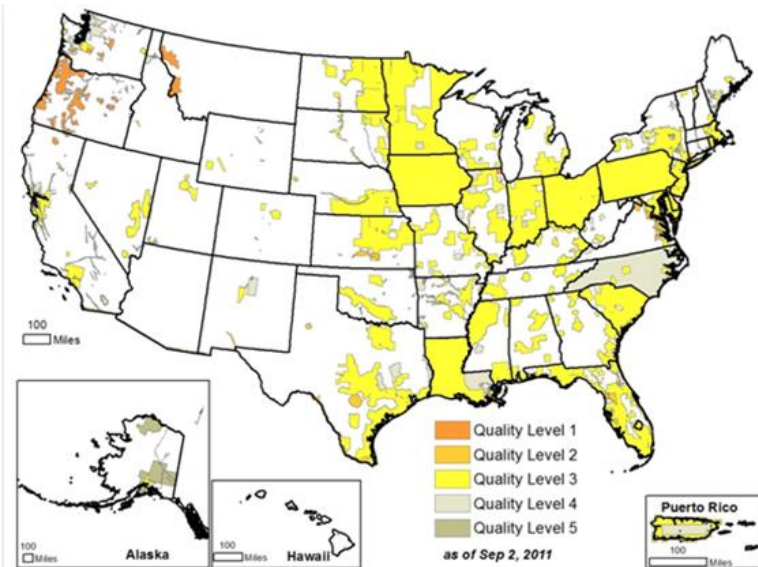 100
Miles
Quality Level 1
Quality Level 2
Quality Level 3
Quality Level 4
Quality Level 5
as of Sep 2, 2011
100
Miles
Alaska
100
Miles
Hawaii
Puerto Rico
100
Miles